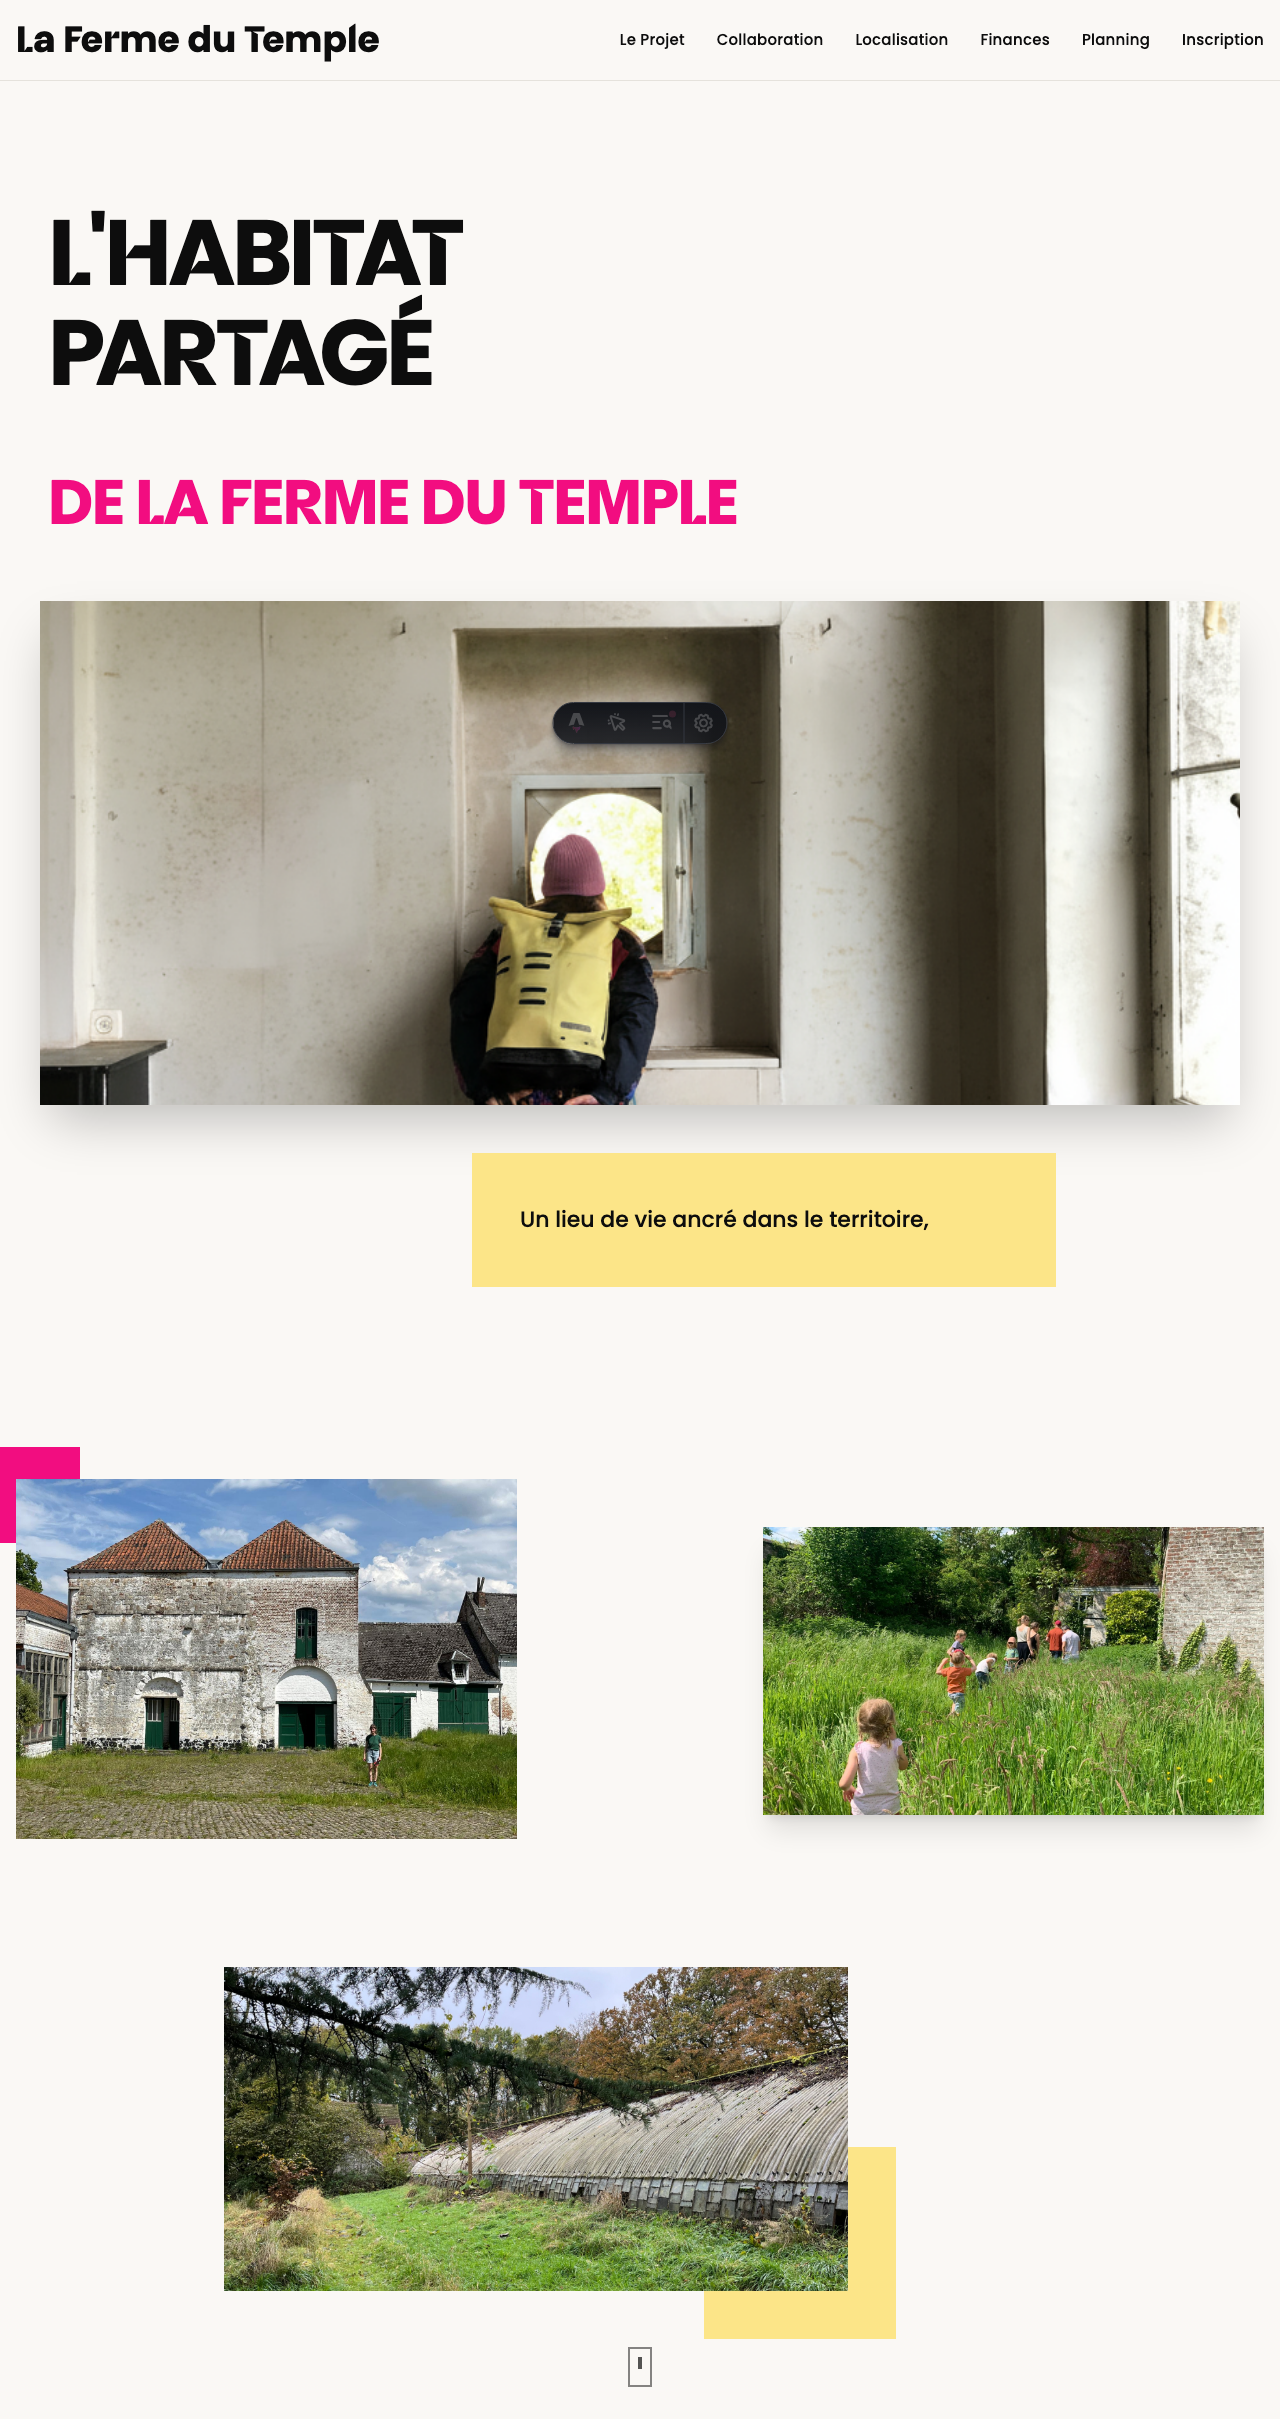 La Ferme du Temple
Le Projet Collaboration Localisation Finances Planning Inscription
L'HABITAT
PARTAGÉ
DE LA FERME DU TEMPLE
Un lieu de vie ancré dans le territoire,